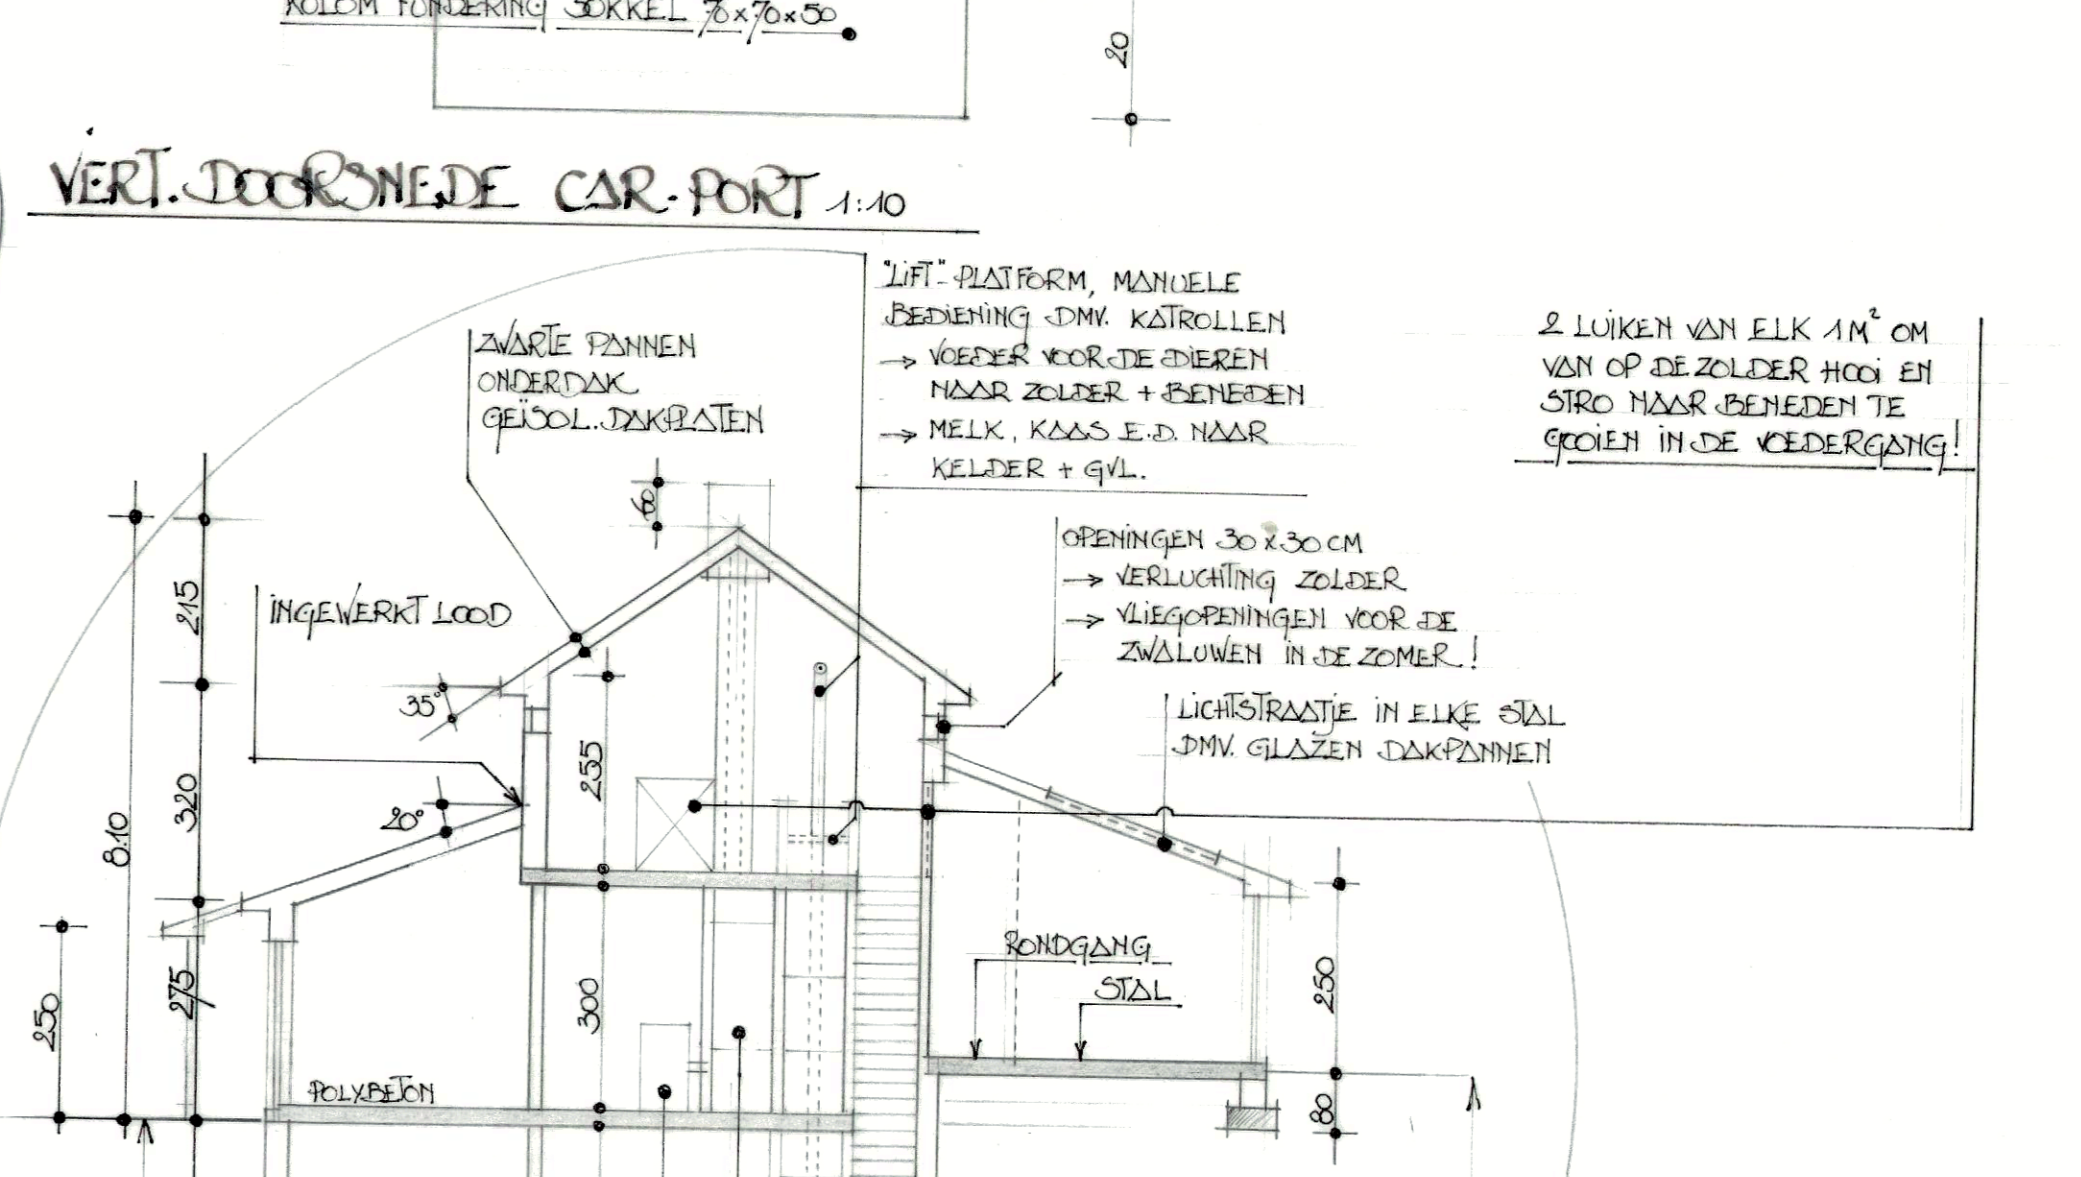 KOLOM FUNDERING SOKKEL 70x70x50
20
VERT. DOORSNEDE CAR-PORT 1:10
"LIFT"-PLATFORM, MANUELE
BEDIENING DMV. KATROLLEN
→ VOEDER VOOR DE DIEREN
NAAR ZOLDER + BENEDEN
→ MELK, KAAS E.D. NAAR
KELDER + GVL.
2 LUIKEN VAN ELK 1M² OM
VAN OP DE ZOLDER HOOI EN
STRO NAAR BENEDEN TE
GOOIEN IN DE VOEDERGANG!
ZWARTE PANNEN
ONDERDAK
GEÏSOL. DAKPLATEN
60
OPENINGEN 30x30CM
→ VERLUCHTING ZOLDER
→ VLIEGOPENINGEN VOOR DE
ZWALUWEN IN DE ZOMER!
INGEWERKT LOOD
215
35°
LICHTSTRAATJE IN ELKE STAL
DMV. GLAZEN DAKPANNEN
255
320
20°
8.10
RONDGANG
STAL
250
275
300
250
POLYBETON
80